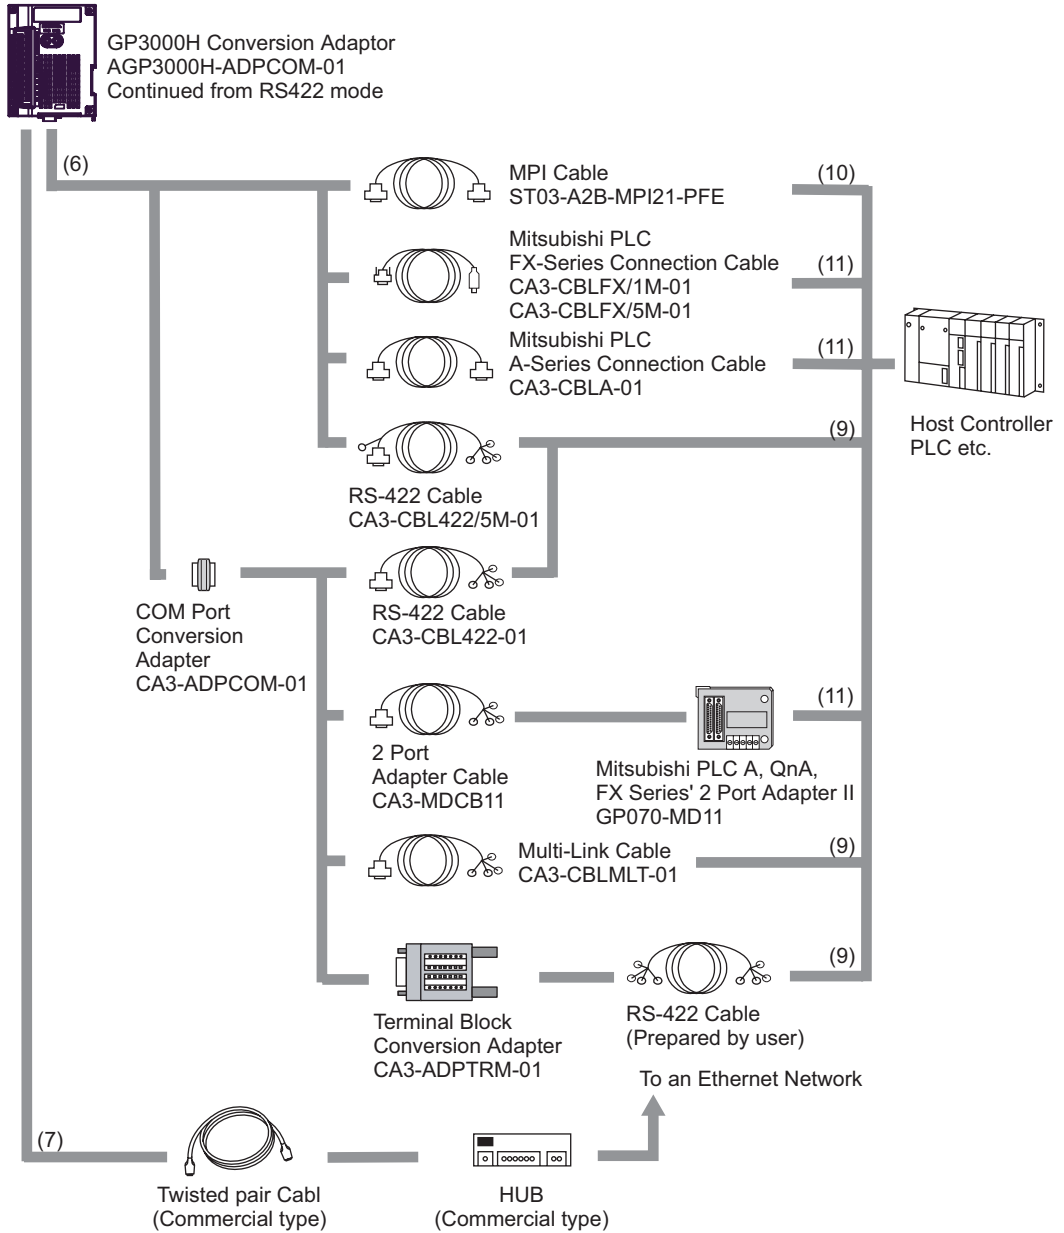 GP3000H Conversion Adaptor
AGP3000H-ADPCOM-01
Continued from RS422 mode
(6)
MPI Cable
ST03-A2B-MPI21-PFE
(10)
Mitsubishi PLC
FX-Series Connection Cable
CA3-CBLFX/1M-01
CA3-CBLFX/5M-01
(11)
Mitsubishi PLC
A-Series Connection Cable
CA3-CBLA-01
(11)
Host Controller
PLC etc.
(9)
RS-422 Cable
CA3-CBL422/5M-01
COM Port
Conversion
Adapter
CA3-ADPCOM-01
RS-422 Cable
CA3-CBL422-01
2 Port
Adapter Cable
CA3-MDCB11
(11)
Mitsubishi PLC A, QnA,
FX Series' 2 Port Adapter II
GP070-MD11
Multi-Link Cable
CA3-CBLMLT-01
(9)
Terminal Block
Conversion Adapter
CA3-ADPTRM-01
(9)
RS-422 Cable
(Prepared by user)
To an Ethernet Network
(7)
Twisted pair Cabl
(Commercial type)
HUB
(Commercial type)